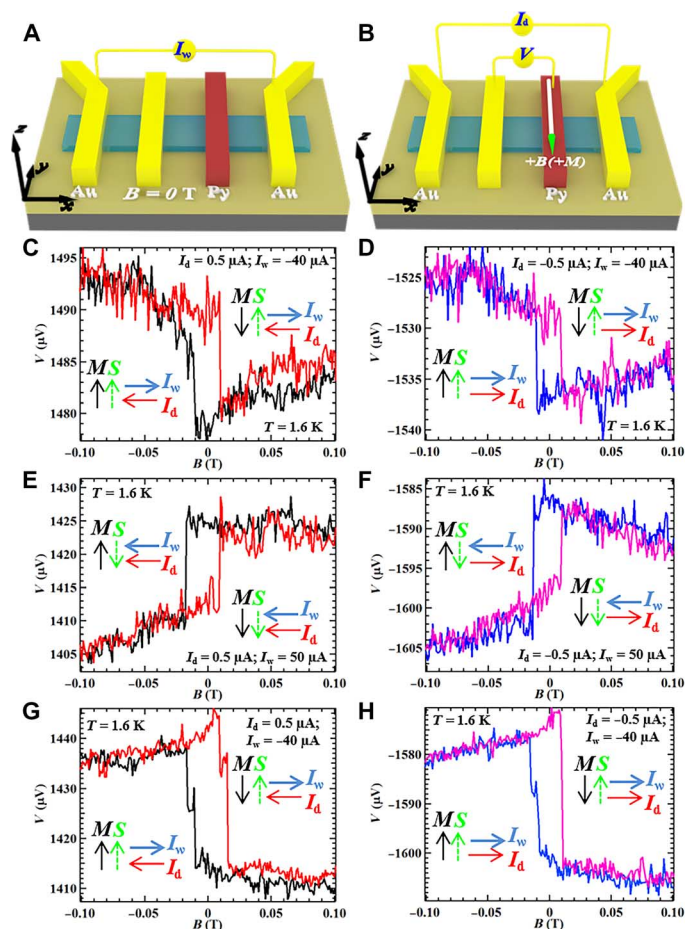 A
I_w
z
y
x
Au
B = 0 T
Py
Au
B
I_d
V
z
y
x
Au
+B(+M)
Py
Au
C
I_d = 0.5 μA; I_w = −40 μA
1495
1490
1485
1480
V (μV)
M S
I_w
I_d
M S
I_w
I_d
T = 1.6 K
−0.10 −0.05 0 0.05 0.10
B (T)
D
I_d = −0.5 μA; I_w = −40 μA
−1523
−1526
−1530
−1533
−1536
−1540
V (μV)
M S
I_w
I_d
M S
I_w
I_d
T = 1.6 K
−0.10 −0.05 0 0.05 0.10
B (T)
E
T = 1.6 K
1430
1425
1420
1415
1410
1405
V (μV)
M S
I_w
I_d
M S
I_w
I_d
I_d = 0.5 μA; I_w = 50 μA
1403
−0.10 −0.05 0 0.05 0.10
B (T)
F
T = 1.6 K
−1585
−1590
−1595
−1600
−1605
V (μV)
M S
I_w
I_d
M S
I_w
I_d
I_d = −0.5 μA; I_w = 50 μA
−0.10 −0.05 0 0.05 0.10
B (T)
G
T = 1.6 K
I_d = 0.5 μA;
I_w = −40 μA
1440
1430
1420
1410
V (μV)
M S
I_w
I_d
M S
I_w
I_d
−0.10 −0.05 0 0.05 0.10
B (T)
H
T = 1.6 K
I_d = −0.5 μA;
I_w = −40 μA
−1580
−1590
−1600
V (μV)
M S
I_w
I_d
M S
I_w
I_d
−0.10 −0.05 0 0.05 0.10
B (T)